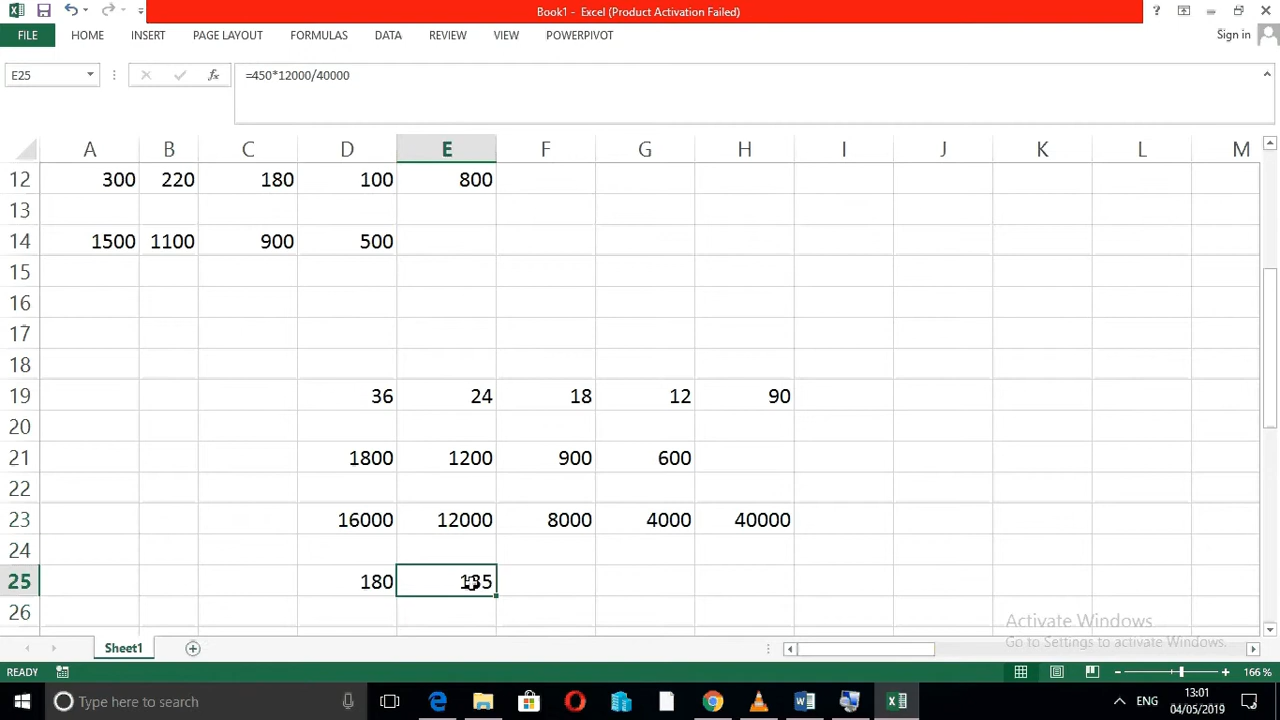 Book1 - Excel (Product Activation Failed)
FILE HOME INSERT PAGE LAYOUT FORMULAS DATA REVIEW VIEW POWERPIVOT Sign in
E25 fx =450*12000/40000
A B C D E F G H I J K L M
12 300 220 180 100 800
13
14 1500 1100 900 500
15
16
17
18
19 36 24 18 12 90
20
21 1800 1200 900 600
22
23 16000 12000 8000 4000 40000
24
25 180 135
26
Activate Windows
Go to Settings to activate Windows.
Sheet1
READY 166 %
Type here to search ENG 13:01
04/05/2019